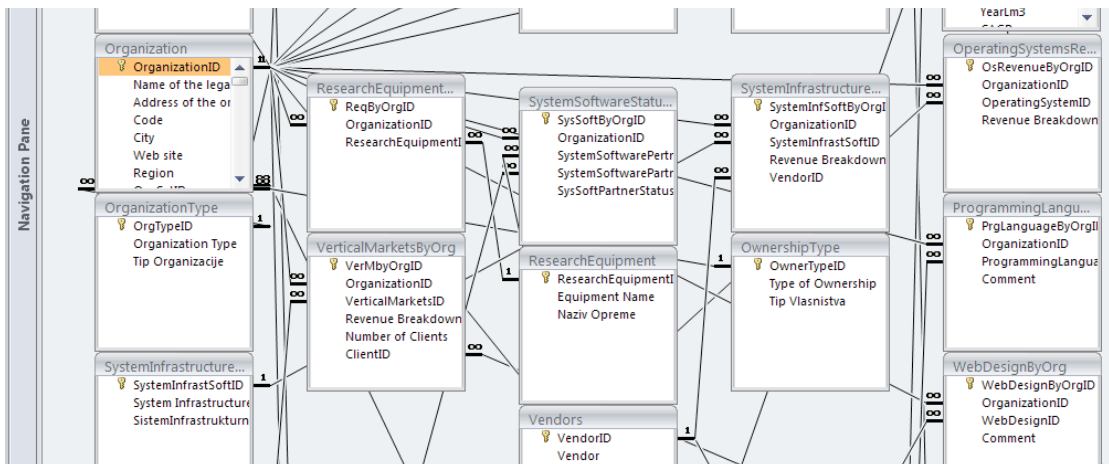 Navigation Pane
Organization
OrganizationID
Name of the lega
Address of the or
Code
City
Web site
Region
OrganizationType
OrgTypeID
Organization Type
Tip Organizacije
SystemInfrastructure...
SystemInfrastSoftID
System Infrastructure
SistemInfrastrukturn
ResearchEquipment...
ReqByOrgID
OrganizationID
ResearchEquipmentI
VerticalMarketsByOrg
VerMbyOrgID
OrganizationID
VerticalMarketsID
Revenue Breakdown
Number of Clients
ClientID
SystemSoftwareStatu...
SysSoftByOrgID
OrganizationID
SystemSoftwarePertr
SystemSoftwarePartr
SysSoftPartnerStatus
ResearchEquipment
ResearchEquipmentI
Equipment Name
Naziv Opreme
Vendors
VendorID
Vendor
SystemInfrastructure...
SystemInfSoftByOrgI
OrganizationID
SystemInfrastSoftID
Revenue Breakdown
VendorID
OwnershipType
OwnerTypeID
Type of Ownership
Tip Vlasnistva
YearLm3
OperatingSystemsRe...
OsRevenueByOrgID
OrganizationID
OperatingSystemID
Revenue Breakdown
ProgrammingLangu...
PrgLanguageByOrgII
OrganizationID
ProgrammingLangua
Comment
WebDesignByOrg
WebDesignByOrgID
OrganizationID
WebDesignID
Comment